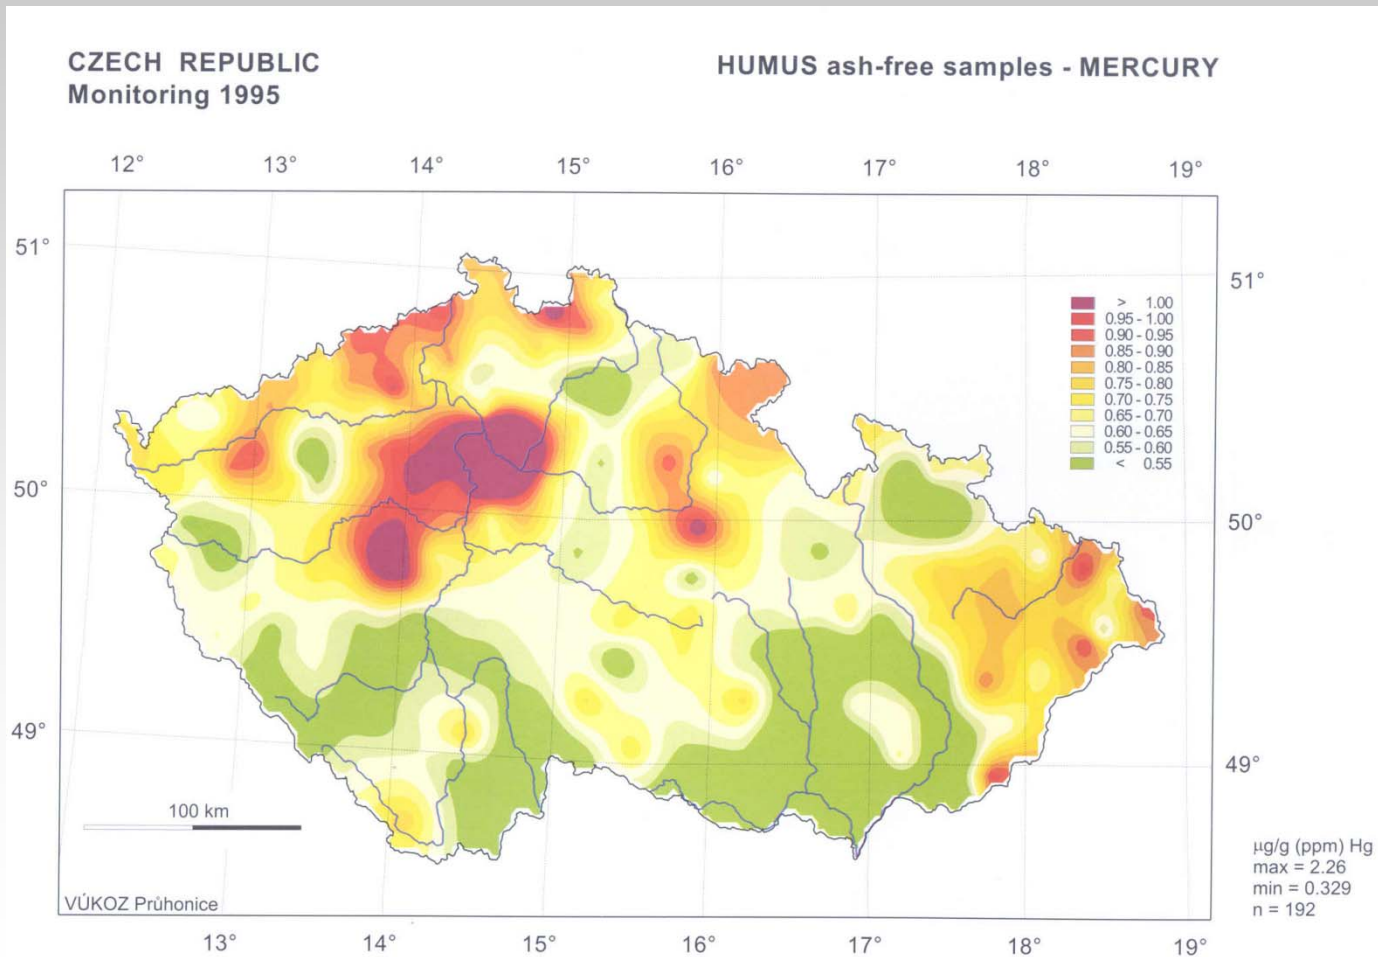 CZECH REPUBLIC
Monitoring 1995
HUMUS ash-free samples - MERCURY
12° 13° 14° 15° 16° 17° 18° 19°
51°
51°
> 1.00
0.95 - 1.00
0.90 - 0.95
0.85 - 0.90
0.80 - 0.85
0.75 - 0.80
0.70 - 0.75
0.65 - 0.70
0.60 - 0.65
0.55 - 0.60
< 0.55
50°
50°
49°
49°
100 km
µg/g (ppm) Hg
max = 2.26
min = 0.329
n = 192
VÚKOZ Průhonice
13° 14° 15° 16° 17° 18° 19°